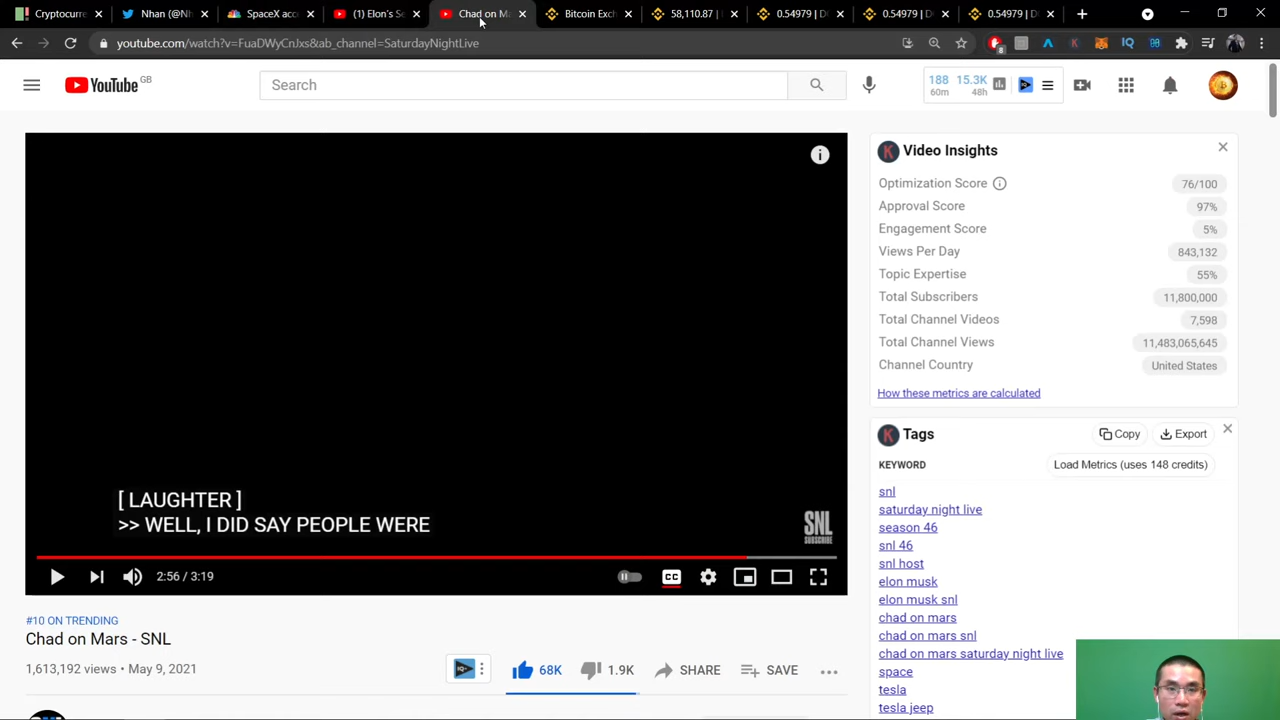 Cryptocurr
Nhan (@Nh
SpaceX acc
(1) Elon's Se
Chad on Ma
Bitcoin Exch
58,110.87 |
0.54979 | D
0.54979 | D
0.54979 | D
youtube.com/watch?v=FuaDWyCnJxs&ab_channel=SaturdayNightLive
8
YouTube GB
Search
188 15.3K
60m 48h
[ LAUGHTER ]
>> WELL, I DID SAY PEOPLE WERE
SNL
SUBSCRIBE
2:56 / 3:19
CC
#10 ON TRENDING
Chad on Mars - SNL
1,613,192 views • May 9, 2021
68K
1.9K
SHARE
SAVE
K Video Insights
Optimization Score 76/100
Approval Score 97%
Engagement Score 5%
Views Per Day 843,132
Topic Expertise 55%
Total Subscribers 11,800,000
Total Channel Videos 7,598
Total Channel Views 11,483,065,645
Channel Country United States
How these metrics are calculated
K Tags Copy Export
KEYWORD Load Metrics (uses 148 credits)
snl
saturday night live
season 46
snl 46
snl host
elon musk
elon musk snl
chad on mars
chad on mars snl
chad on mars saturday night live
space
tesla
tesla jeep